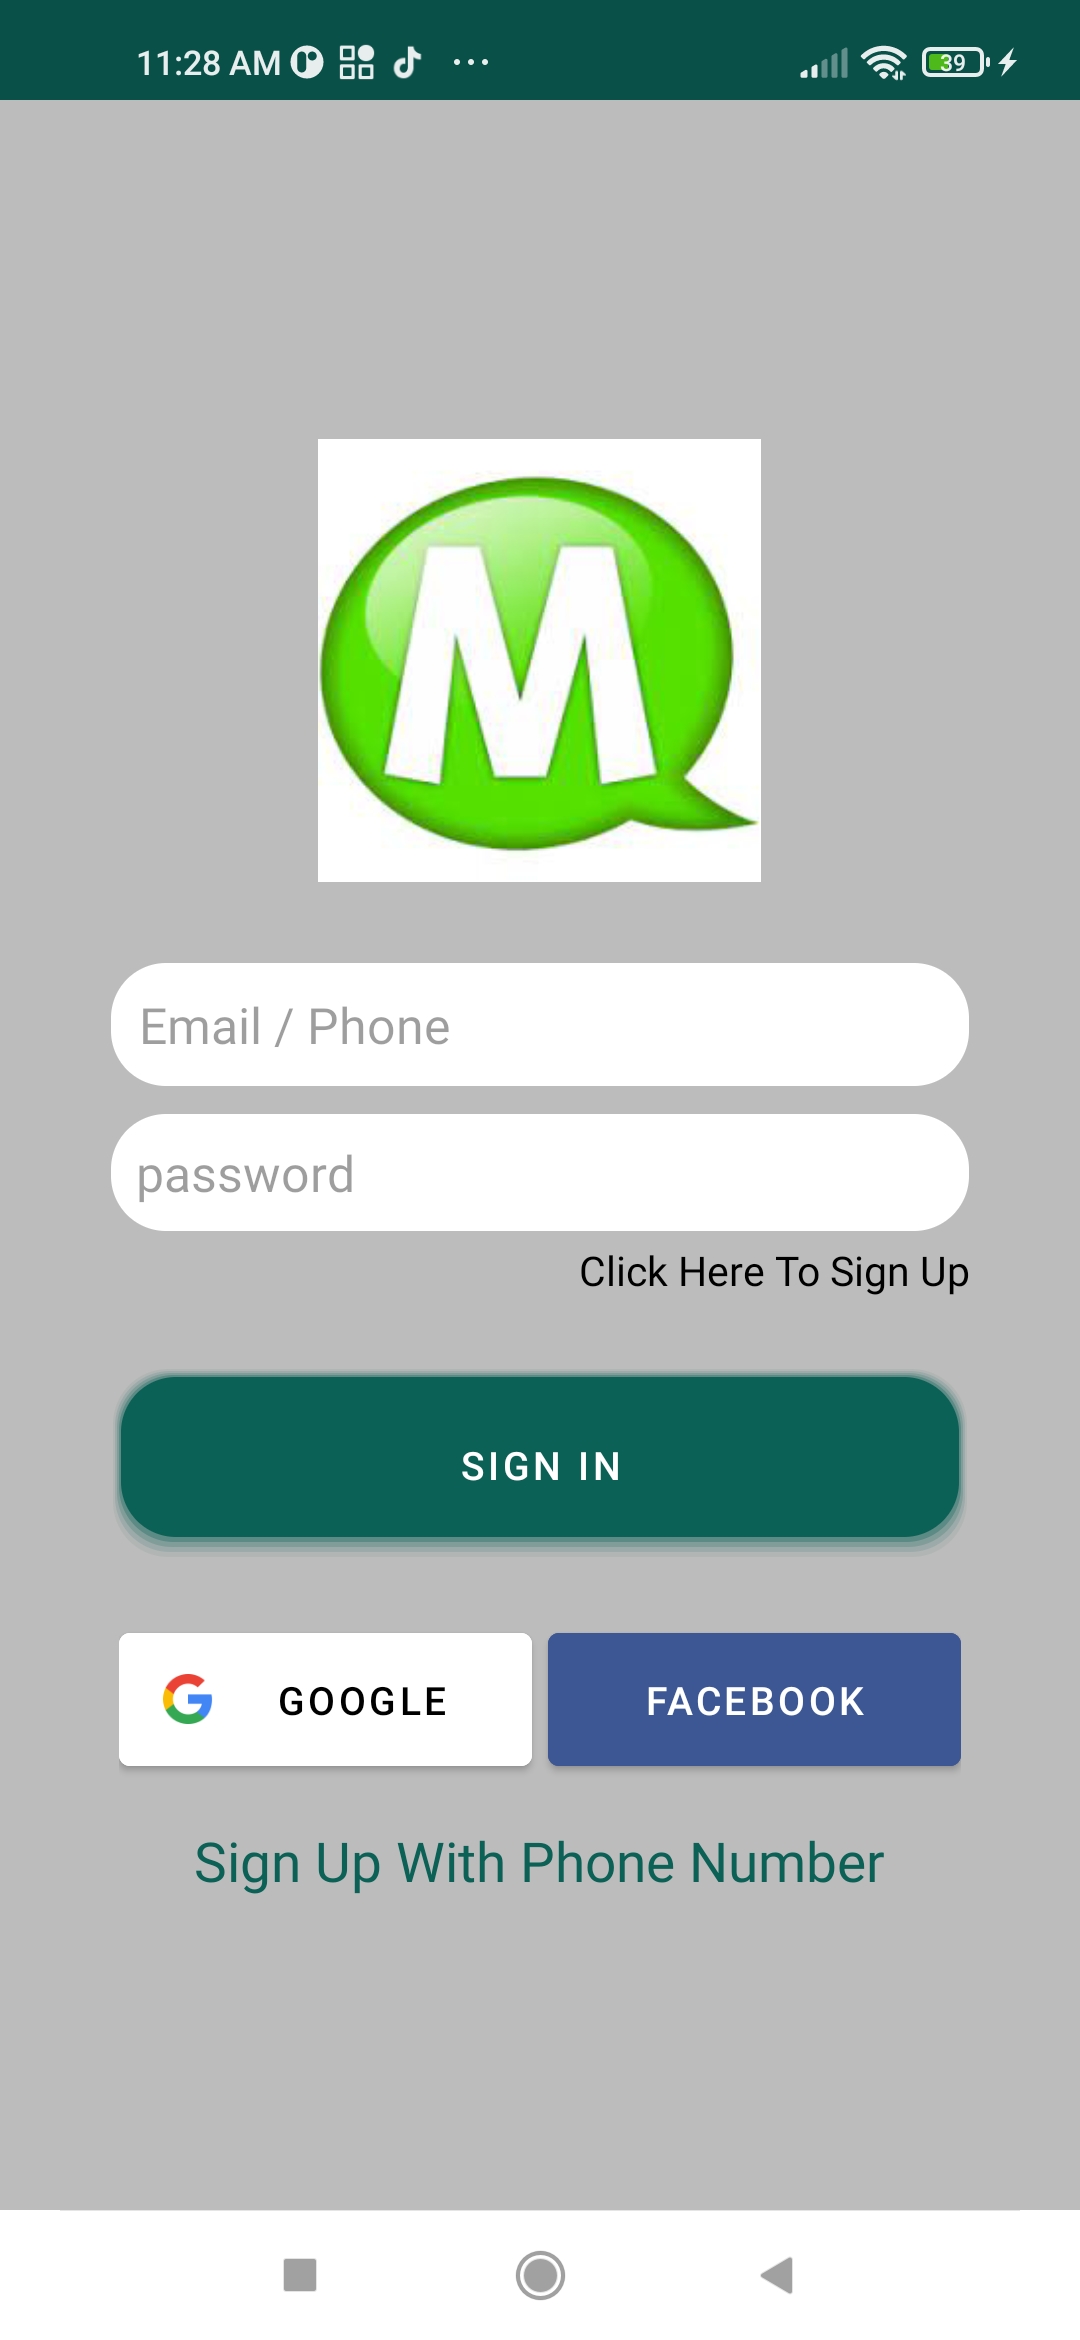 11:28 AM
39
M
Email / Phone
password
Click Here To Sign Up
SIGN IN
G GOOGLE
FACEBOOK
Sign Up With Phone Number